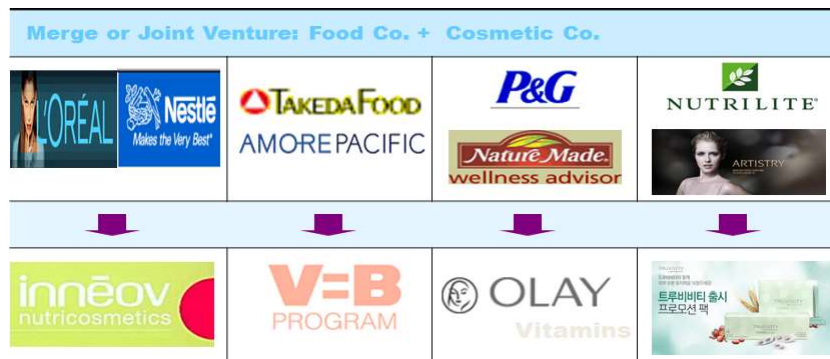 Merge or Joint Venture: Food Co. + Cosmetic Co.
L'ORÉAL
Nestlé
Makes the Very Best
TAKEDA FOOD
AMOREPACIFIC
P&G
Nature Made®
wellness advisor
NUTRILITE®
ARTISTRY
innēov
nutricosmetics
V=B
PROGRAM
OLAY
Vitamins
트루비비티 출시
프로모션 팩